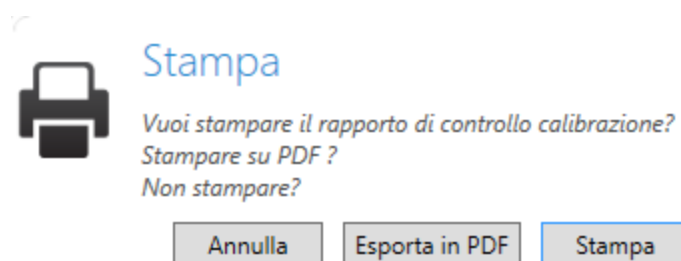 Stampa
Vuoi stampare il rapporto di controllo calibrazione?
Stampare su PDF ?
Non stampare?
Annulla Esporta in PDF Stampa